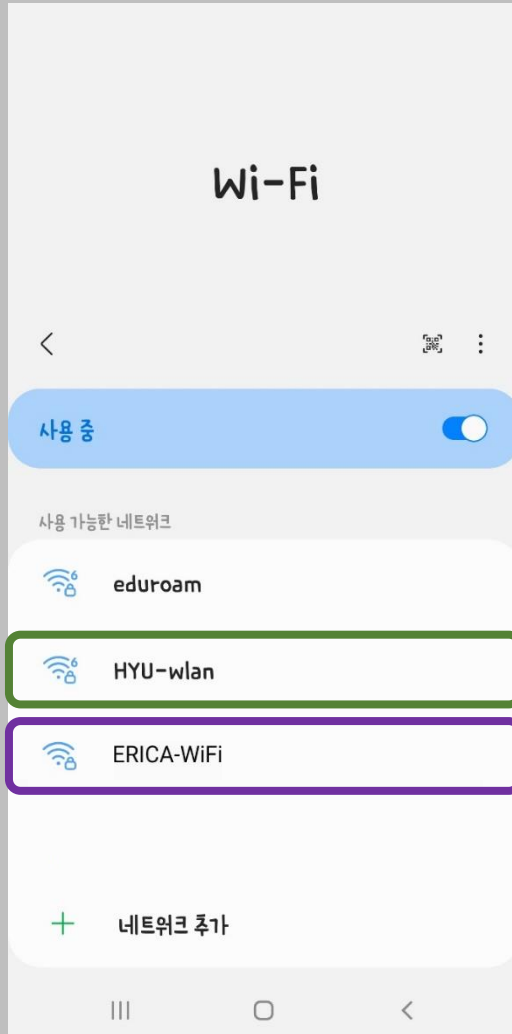 Wi-Fi
사용 중
사용 가능한 네트워크
eduroam
HYU-wlan
ERICA-WiFi
네트워크 추가